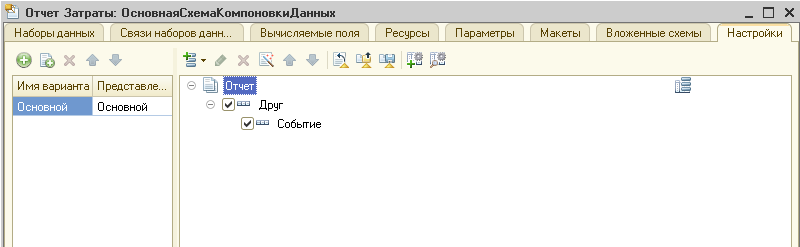 Отчет Затраты: ОсновнаяСхемаКомпоновкиДанных
Наборы данных Связи наборов данн... Вычисляемые поля Ресурсы Параметры Макеты Вложенные схемы Настройки
Имя варианта Представле... Отчет
Основной Основной Друг
Событие